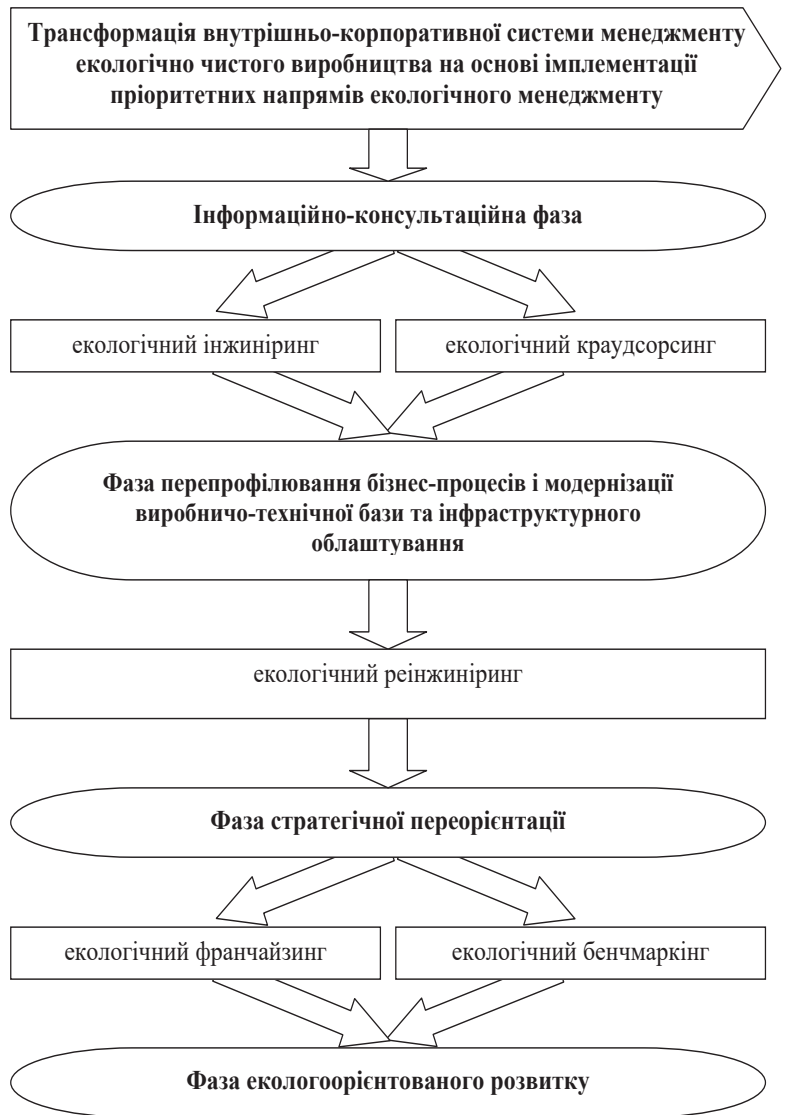 Трансформація внутрішньо-корпоративної системи менеджменту
екологічно чистого виробництва на основі імплементації
пріоритетних напрямів екологічного менеджменту
Інформаційно-консультаційна фаза
екологічний інжиніринг
екологічний краудсорсинг
Фаза перепрофілювання бізнес-процесів і модернізації
виробничо-технічної бази та інфраструктурного
облаштування
екологічний реінжиніринг
Фаза стратегічної переорієнтації
екологічний франчайзинг
екологічний бенчмаркінг
Фаза екологоорієнтованого розвитку